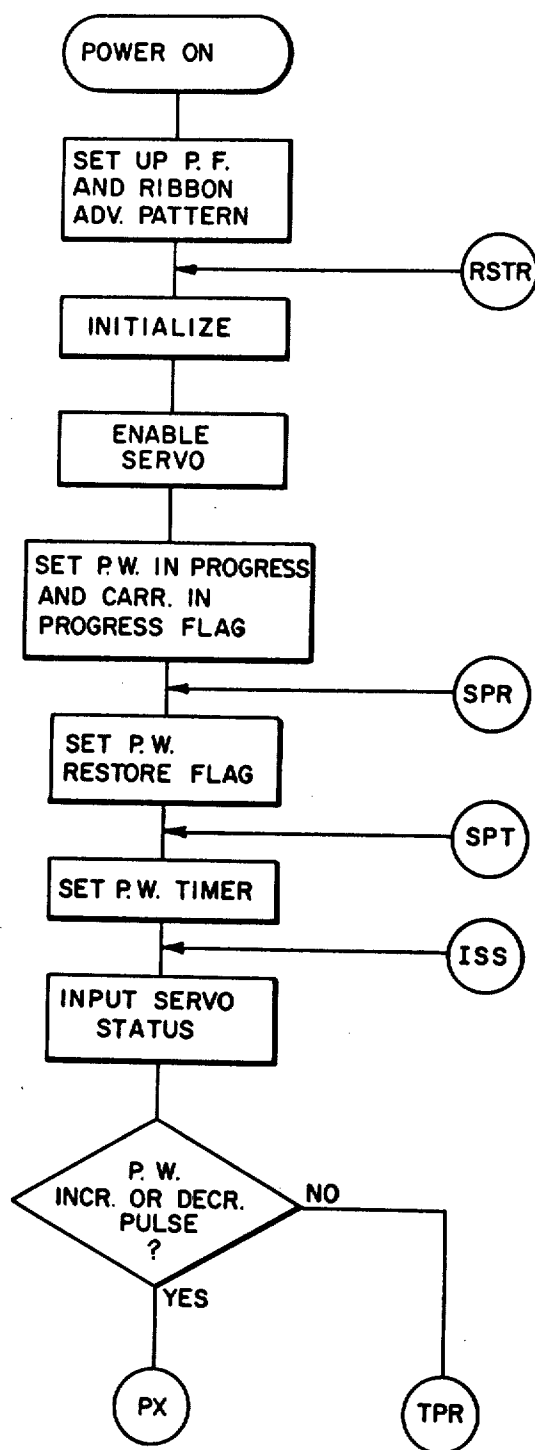 POWER ON
SET UP P. F.
AND RIBBON
ADV. PATTERN
RSTR
INITIALIZE
ENABLE
SERVO
SET P.W. IN PROGRESS
AND CARR. IN
PROGRESS FLAG
SPR
SET P.W.
RESTORE FLAG
SPT
SET P.W. TIMER
ISS
INPUT SERVO
STATUS
P. W.
INCR. OR DECR.
PULSE
?
NO
YES
PX
TPR